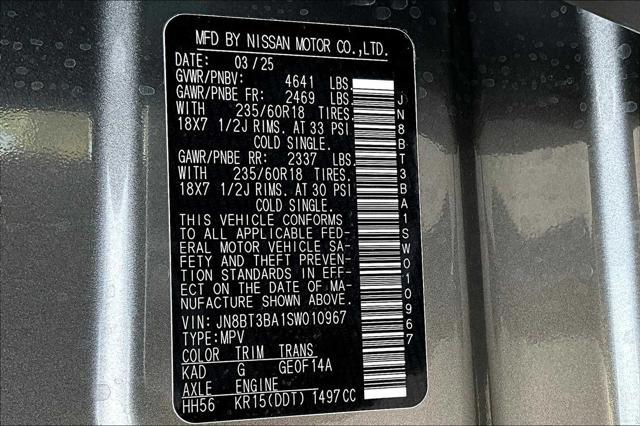 MFD BY NISSAN MOTOR CO.,LTD.
DATE: 03/25
GVWR/PNBV: 4641 LBS.
GAWR/PNBE FR: 2469 LBS.
WITH 235/60R18 TIRES.
18X7 1/2J RIMS. AT 33 PSI
COLD SINGLE.
GAWR/PNBE RR: 2337 LBS.
WITH 235/60R18 TIRES.
18X7 1/2J RIMS. AT 30 PSI
COLD SINGLE.
THIS VEHICLE CONFORMS
TO ALL APPLICABLE FED-
ERAL MOTOR VEHICLE SA-
FETY AND THEFT PREVEN-
TION STANDARDS IN EFF-
ECT ON THE DATE OF MA-
NUFACTURE SHOWN ABOVE.
VIN: JN8BT3BA1SW010967
TYPE: MPV
COLOR TRIM TRANS
KAD G GE0F14A
AXLE ENGINE
HH56 KR15(DDT) 1497CC
JN8BT3BA1SW010967